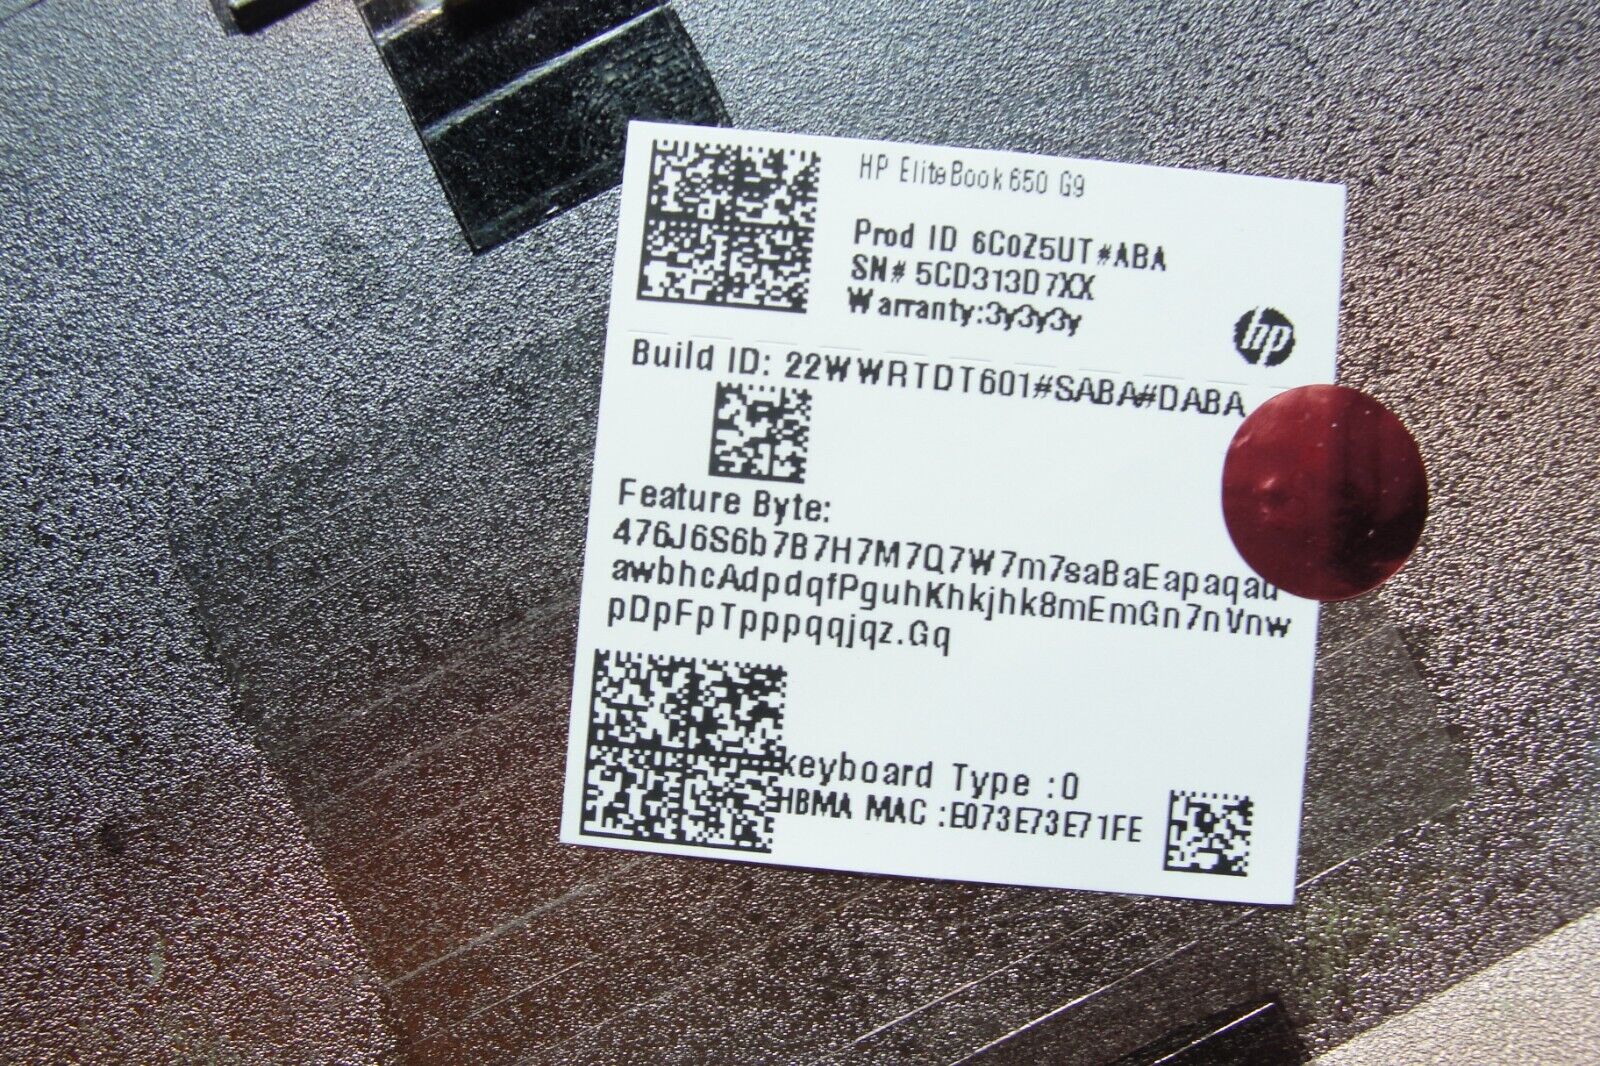 HP EliteBook 650 G9
Prod ID 6C0Z5UT#ABA
SN# 5CD313D7XX
Warranty:3y3y3y
hp
Build ID: 22WWRTDT601#SABA#DABA
Feature Byte:
476J6S6b7B7H7M7Q7W7m7saBaEapaqau
awbhcAdpdqfPguhKhkjhk8mEmGn7nVnw
pDpFpTpppqqjqz.Gq
keyboard Type :0
HBMA MAC :E073E73E71FE